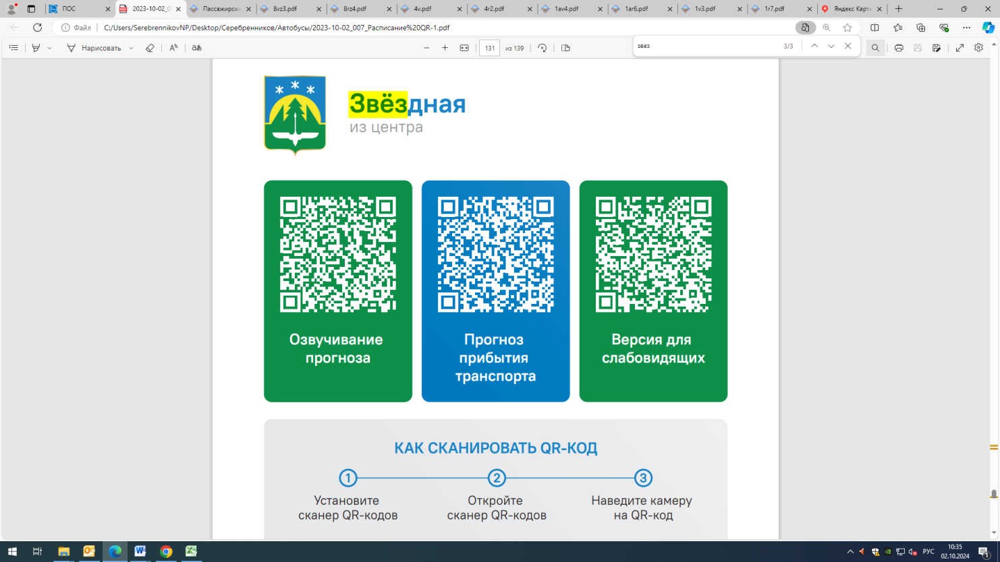 ПОС
2023-10-02_0
Пассажирски
8vz3.pdf
8rz4.pdf
4v.pdf
4r2.pdf
1av4.pdf
1ar6.pdf
1v3.pdf
1r7.pdf
Яндекс Карты
Файл
C:/Users/SerebrennikovNP/Desktop/Серебренников/Автобусы/2023-10-02_007_Расписание%20QR-1.pdf
Нарисовать
аあ
131 из 139
звез
3/3
Звёздная
из центра
Озвучивание
прогноза
Прогноз
прибытия
транспорта
Версия для
слабовидящих
КАК СКАНИРОВАТЬ QR-КОД
1
2
3
Установите
сканер QR-кодов
Откройте
сканер QR-кодов
Наведите камеру
на QR-код
РУС
10:35
02.10.2024
1